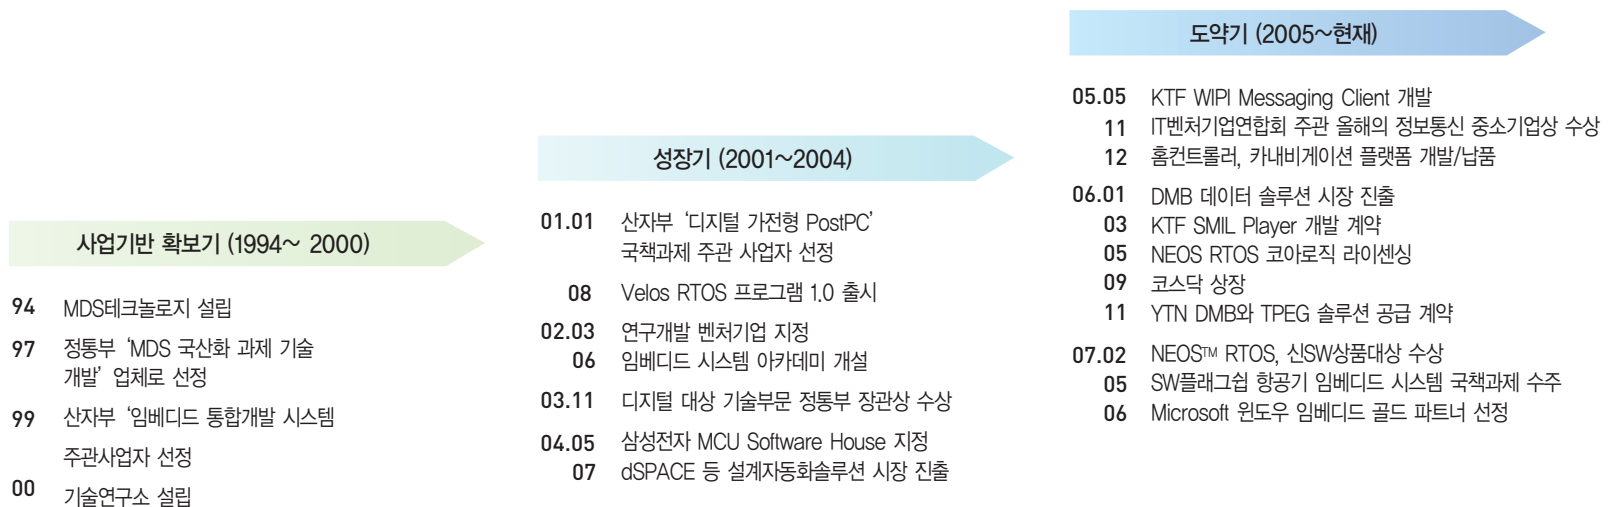 사업기반 확보기 (1994~ 2000)
94 MDS테크놀로지 설립
97 정통부 ‘MDS 국산화 과제 기술
개발’ 업체로 선정
99 산자부 ‘임베디드 통합개발 시스템
주관사업자 선정
00 기술연구소 설립
성장기 (2001~2004)
01.01 산자부 ‘디지털 가전형 PostPC’
국책과제 주관 사업자 선정
08 Velos RTOS 프로그램 1.0 출시
02.03 연구개발 벤처기업 지정
06 임베디드 시스템 아카데미 개설
03.11 디지털 대상 기술부문 정통부 장관상 수상
04.05 삼성전자 MCU Software House 지정
07 dSPACE 등 설계자동화솔루션 시장 진출
도약기 (2005~현재)
05.05 KTF WIPI Messaging Client 개발
11 IT벤처기업연합회 주관 올해의 정보통신 중소기업상 수상
12 홈컨트롤러, 카내비게이션 플랫폼 개발/납품
06.01 DMB 데이터 솔루션 시장 진출
03 KTF SMIL Player 개발 계약
05 NEOS RTOS 코아로직 라이센싱
09 코스닥 상장
11 YTN DMB와 TPEG 솔루션 공급 계약
07.02 NEOS™ RTOS, 신SW상품대상 수상
05 SW플래그쉽 항공기 임베디드 시스템 국책과제 수주
06 Microsoft 윈도우 임베디드 골드 파트너 선정